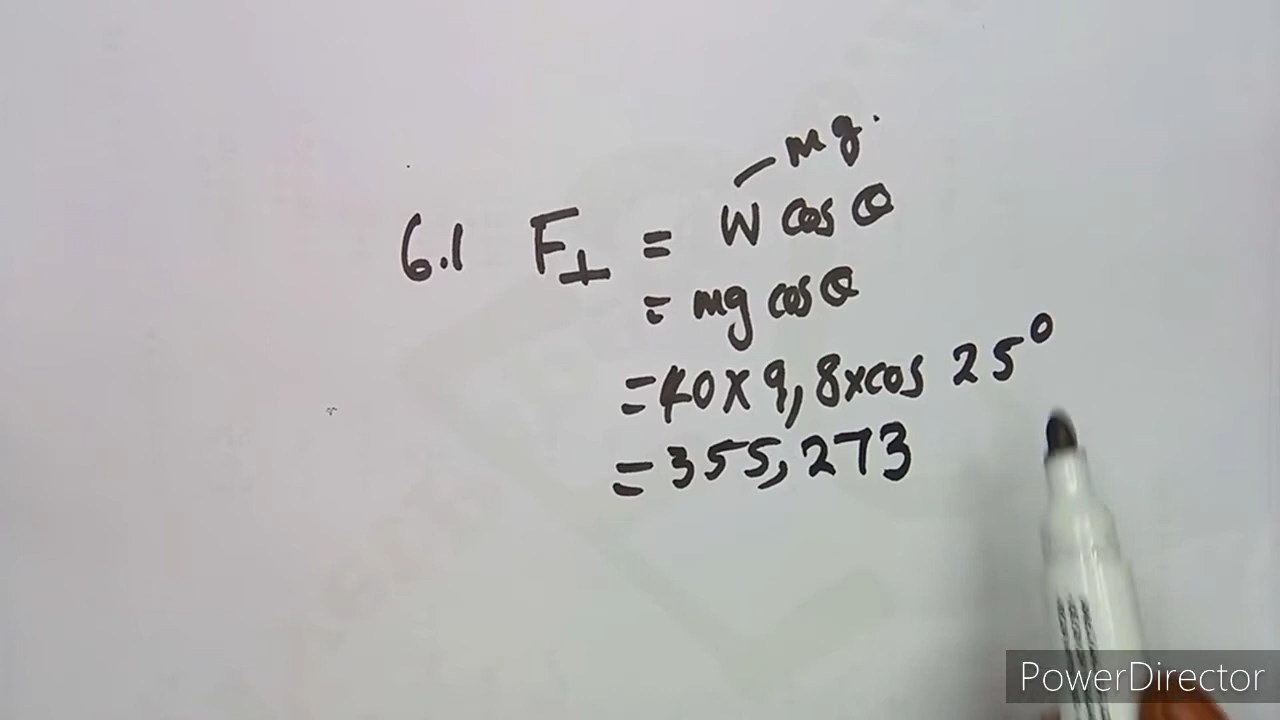 mg.
6.1 F⊥ = W cos θ
= mg cos θ
= 40 x 9,8 x cos 25°
= 355,273
PowerDirector